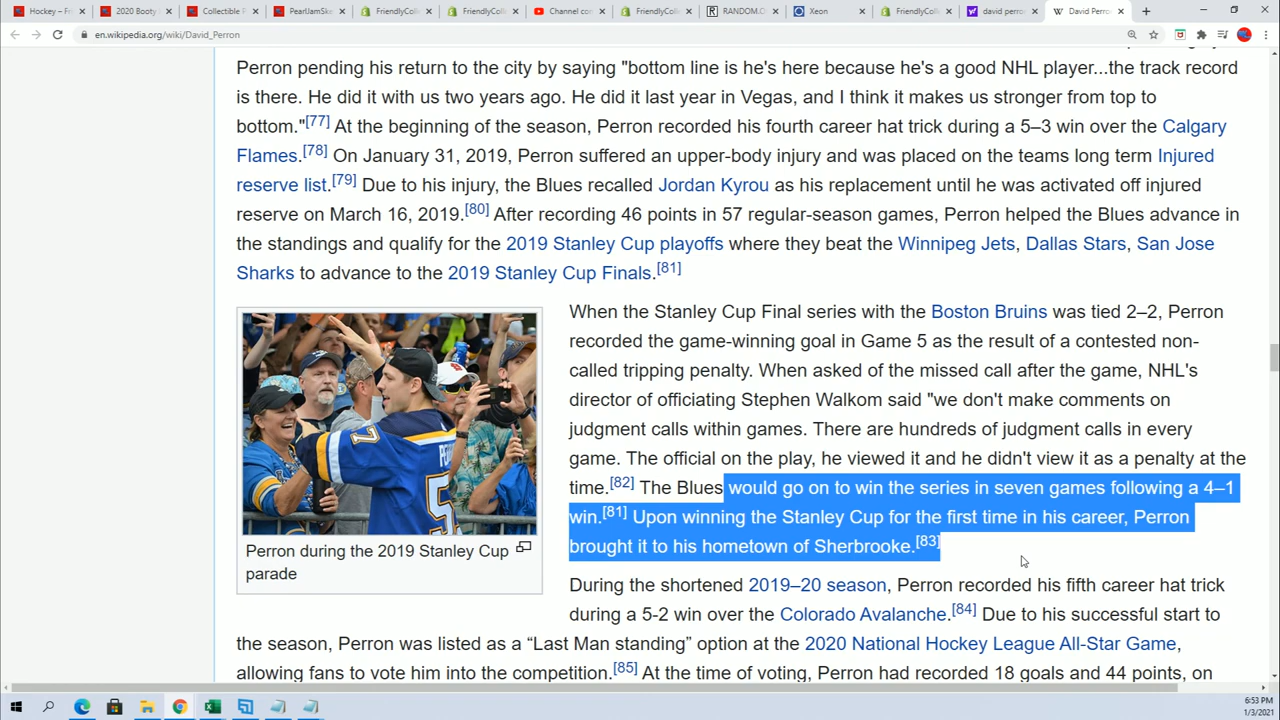 Hockey – Fr
2020 Booty
Collectible F
PearlJamSke
FriendlyColl
FriendlyColl
Channel con
FriendlyColl
RANDOM.O
Xeon
FriendlyColl
david perron
David Perron
en.wikipedia.org/wiki/David_Perron
Perron pending his return to the city by saying "bottom line is he's here because he's a good NHL player...the track record
is there. He did it with us two years ago. He did it last year in Vegas, and I think it makes us stronger from top to
bottom."[77] At the beginning of the season, Perron recorded his fourth career hat trick during a 5–3 win over the Calgary
Flames.[78] On January 31, 2019, Perron suffered an upper-body injury and was placed on the teams long term Injured
reserve list.[79] Due to his injury, the Blues recalled Jordan Kyrou as his replacement until he was activated off injured
reserve on March 16, 2019.[80] After recording 46 points in 57 regular-season games, Perron helped the Blues advance in
the standings and qualify for the 2019 Stanley Cup playoffs where they beat the Winnipeg Jets, Dallas Stars, San Jose
Sharks to advance to the 2019 Stanley Cup Finals.[81]
When the Stanley Cup Final series with the Boston Bruins was tied 2–2, Perron
recorded the game-winning goal in Game 5 as the result of a contested non-
called tripping penalty. When asked of the missed call after the game, NHL's
director of officiating Stephen Walkom said "we don't make comments on
judgment calls within games. There are hundreds of judgment calls in every
game. The official on the play, he viewed it and he didn't view it as a penalty at the
time.[82] The Blues would go on to win the series in seven games following a 4–1
win.[81] Upon winning the Stanley Cup for the first time in his career, Perron
brought it to his hometown of Sherbrooke.[83]
Perron during the 2019 Stanley Cup
parade
During the shortened 2019–20 season, Perron recorded his fifth career hat trick
during a 5-2 win over the Colorado Avalanche.[84] Due to his successful start to
the season, Perron was listed as a “Last Man standing” option at the 2020 National Hockey League All-Star Game,
allowing fans to vote him into the competition.[85] At the time of voting, Perron had recorded 18 goals and 44 points, on
6:53 PM
1/3/2021